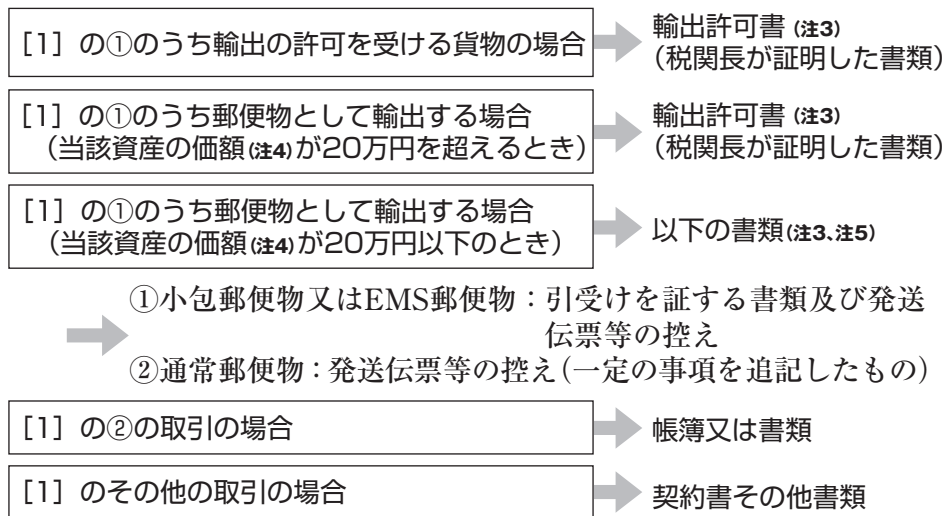 ［1］の①のうち輸出の許可を受ける貨物の場合
輸出許可書（注3）
（税関長が証明した書類）
［1］の①のうち郵便物として輸出する場合
（当該資産の価額（注4）が20万円を超えるとき）
輸出許可書（注3）
（税関長が証明した書類）
［1］の①のうち郵便物として輸出する場合
（当該資産の価額（注4）が20万円以下のとき）
以下の書類（注3、注5）
①小包郵便物又はEMS郵便物：引受けを証する書類及び発送
伝票等の控え
②通常郵便物：発送伝票等の控え（一定の事項を追記したもの）
［1］の②の取引の場合
帳簿又は書類
［1］のその他の取引の場合
契約書その他書類